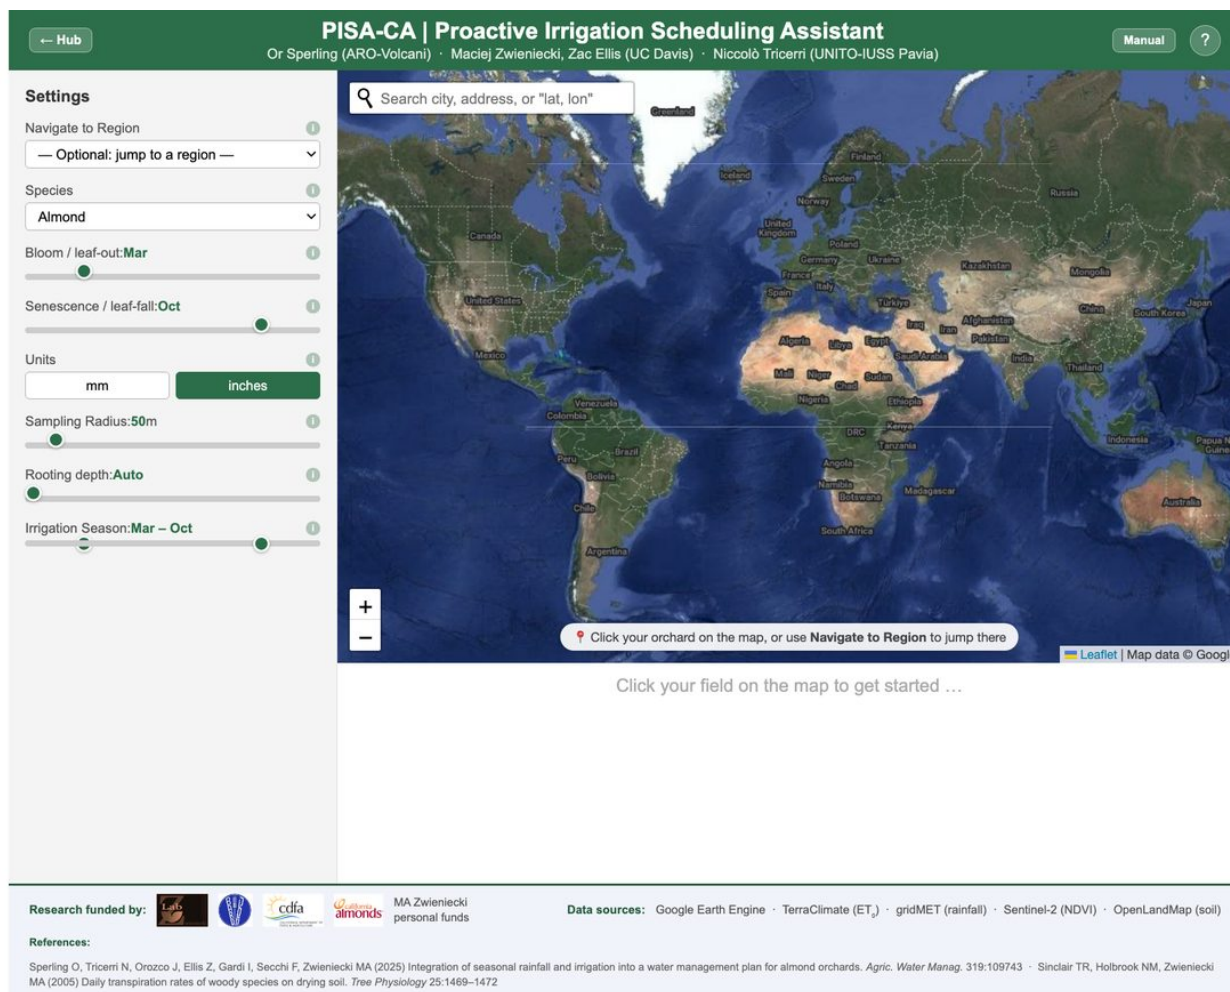 ← Hub
PISA-CA | Proactive Irrigation Scheduling Assistant
Or Sperling (ARO-Volcani) · Maciej Zwieniecki, Zac Ellis (UC Davis) · Niccolò Tricerri (UNITO-IUSS Pavia)
Manual
?
Settings
Navigate to Region
— Optional: jump to a region —
Species
Almond
Bloom / leaf-out:Mar
Senescence / leaf-fall:Oct
Units
mm
inches
Sampling Radius:50m
Rooting depth:Auto
Irrigation Season:Mar – Oct
Search city, address, or "lat, lon"
Greenland
Iceland
Finland
Sweden
Norway
Russia
Canada
United
Kingdom
Poland
Germany
Ukraine
France
Kazakhstan
Mongolia
Italy
Spain
Türkiye
United States
China
Japan
South Korea
Afghanistan
Iraq
Iran
Pakistan
Algeria
Libya
Egypt
Saudi Arabia
Mexico
India
Mali
Niger
Chad
Sudan
Thailand
Nigeria
Ethiopia
Venezuela
Colombia
Kenya
DRC
Tanzania
Indonesia
Papua N
Guinea
Peru
Brazil
Bolivia
Angola
Namibia
Botswana
Madagascar
Chile
South Africa
Australia
Argentina
+
−
Click your orchard on the map, or use Navigate to Region to jump there
Leaflet | Map data © Googl
Click your field on the map to get started …
Research funded by:
Lab
cdfa
california
almonds
MA Zwieniecki
personal funds
Data sources: Google Earth Engine · TerraClimate (ET₀) · gridMET (rainfall) · Sentinel-2 (NDVI) · OpenLandMap (soil)
References:
Sperling O, Tricerri N, Orozco J, Ellis Z, Gardi I, Secchi F, Zwieniecki MA (2025) Integration of seasonal rainfall and irrigation into a water management plan for almond orchards. Agric. Water Manag. 319:109743 · Sinclair TR, Holbrook NM, Zwieniecki
MA (2005) Daily transpiration rates of woody species on drying soil. Tree Physiology 25:1469–1472